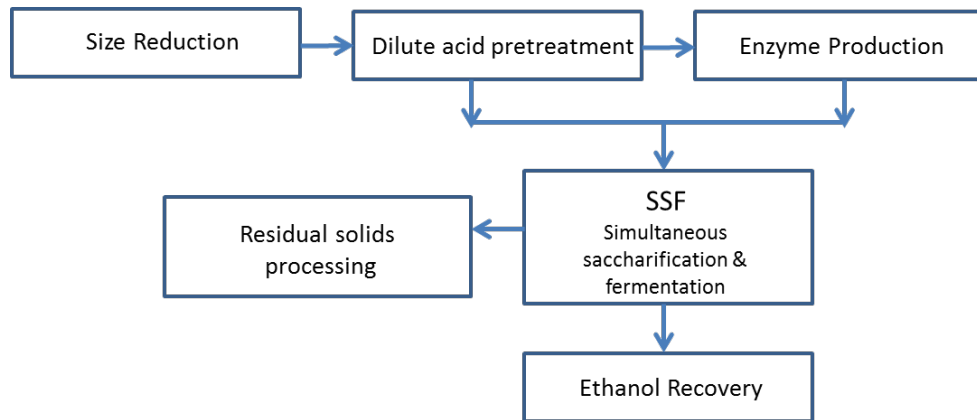 Size Reduction
Dilute acid pretreatment
Enzyme Production
SSF
Simultaneous
saccharification &
fermentation
Residual solids
processing
Ethanol Recovery